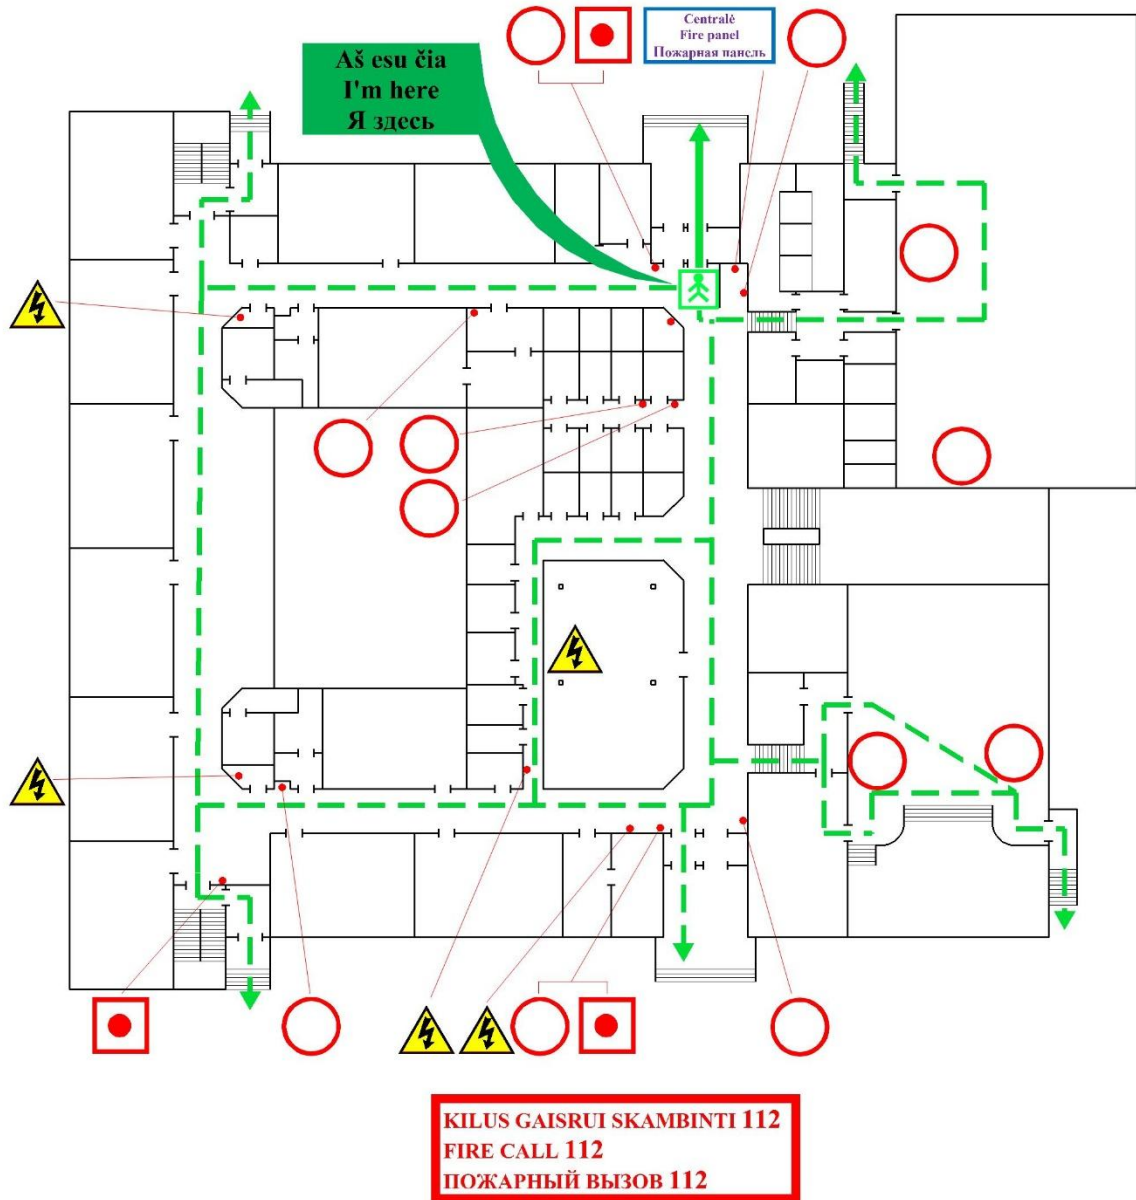 Aš esu čia
I'm here
Я здесь
Centralė
Fire panel
Пожарная панель
KILUS GAISRUI SKAMBINTI 112
FIRE CALL 112
ПОЖАРНЫЙ ВЫЗОВ 112